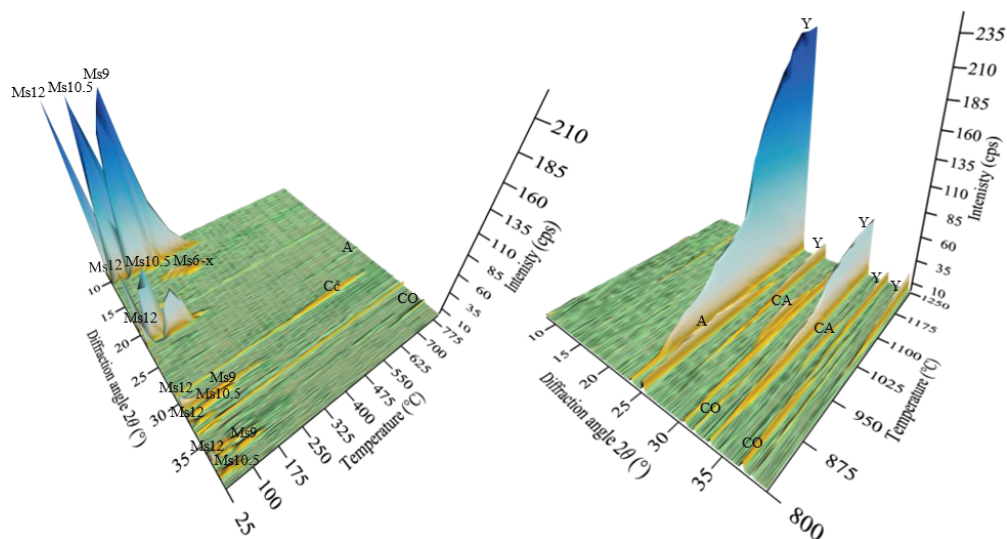 Ms12
Ms10.5
Ms9
Ms12
Ms10.5
Ms6-x
Ms12
Ms12
Ms9
Ms10.5
Ms12
Ms12
Ms9
Ms10.5
A
Cč
CO
10
15
20
25
30
35
Diffraction angle 2θ (°)
25
100
175
250
325
400
475
550
625
700
775
Temperature (°C)
210
185
160
135
110
85
60
35
10
Intenisty (cps)
Y
Y
Y
Y
Y
A
CA
CA
CO
CO
10
15
20
25
30
35
Diffraction angle 2θ (°)
800
875
950
1025
1100
1175
1250
Temperature (°C)
235
210
185
160
135
110
85
60
35
10
Intenisty (cps)